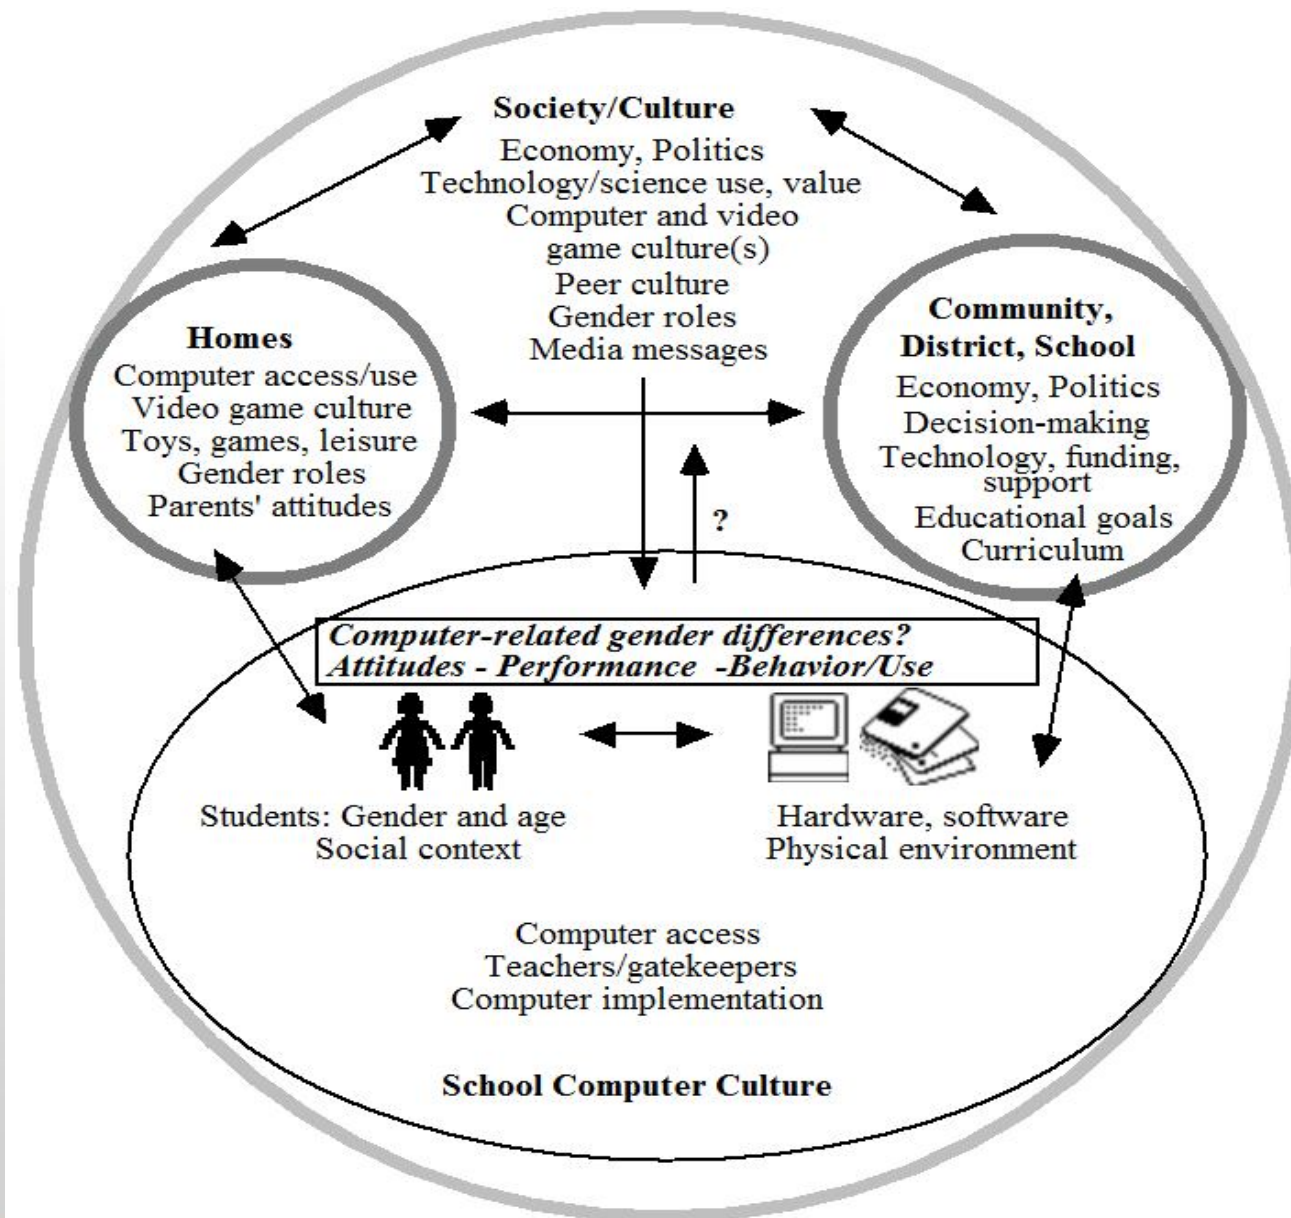 Society/Culture
Economy, Politics
Technology/science use, value
Computer and video
game culture(s)
Peer culture
Gender roles
Media messages
Homes
Computer access/use
Video game culture
Toys, games, leisure
Gender roles
Parents' attitudes
Community,
District, School
Economy, Politics
Decision-making
Technology, funding,
support
Educational goals
Curriculum
?
Computer-related gender differences?
Attitudes - Performance -Behavior/Use
Students: Gender and age
Social context
Hardware, software
Physical environment
Computer access
Teachers/gatekeepers
Computer implementation
School Computer Culture